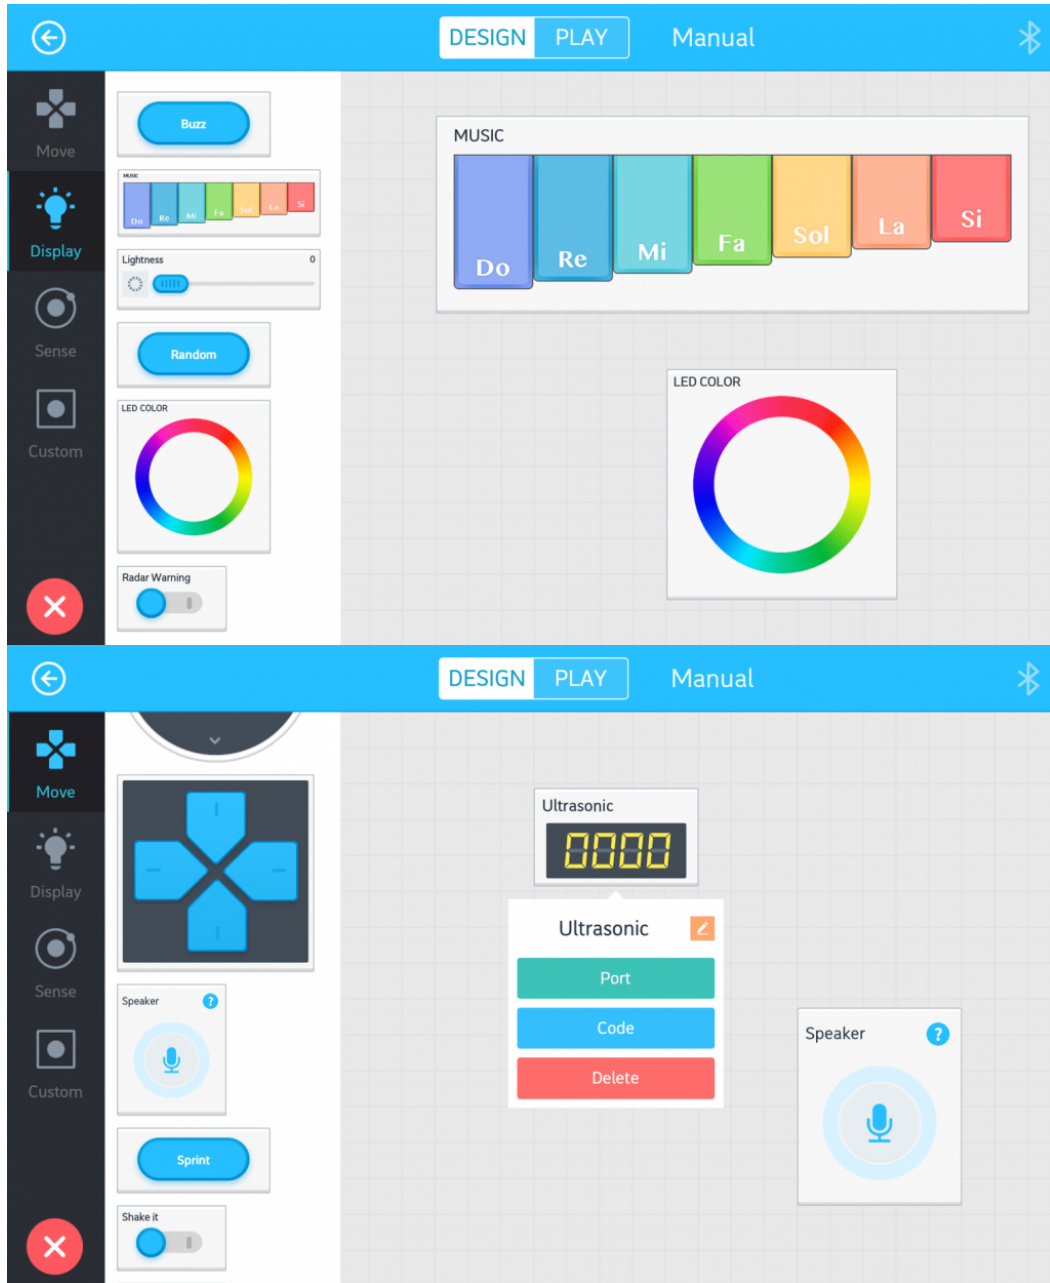 DESIGN PLAY Manual
Move
Display
Sense
Custom
Buzz
MUSIC
Do Re Mi Fa Sol La Si
Lightness 0
Random
LED COLOR
Radar Warning
MUSIC
Do Re Mi Fa Sol La Si
LED COLOR
DESIGN PLAY Manual
Move
Display
Sense
Custom
Speaker ?
Sprint
Shake it
Ultrasonic
0000
Ultrasonic
Port
Code
Delete
Speaker ?